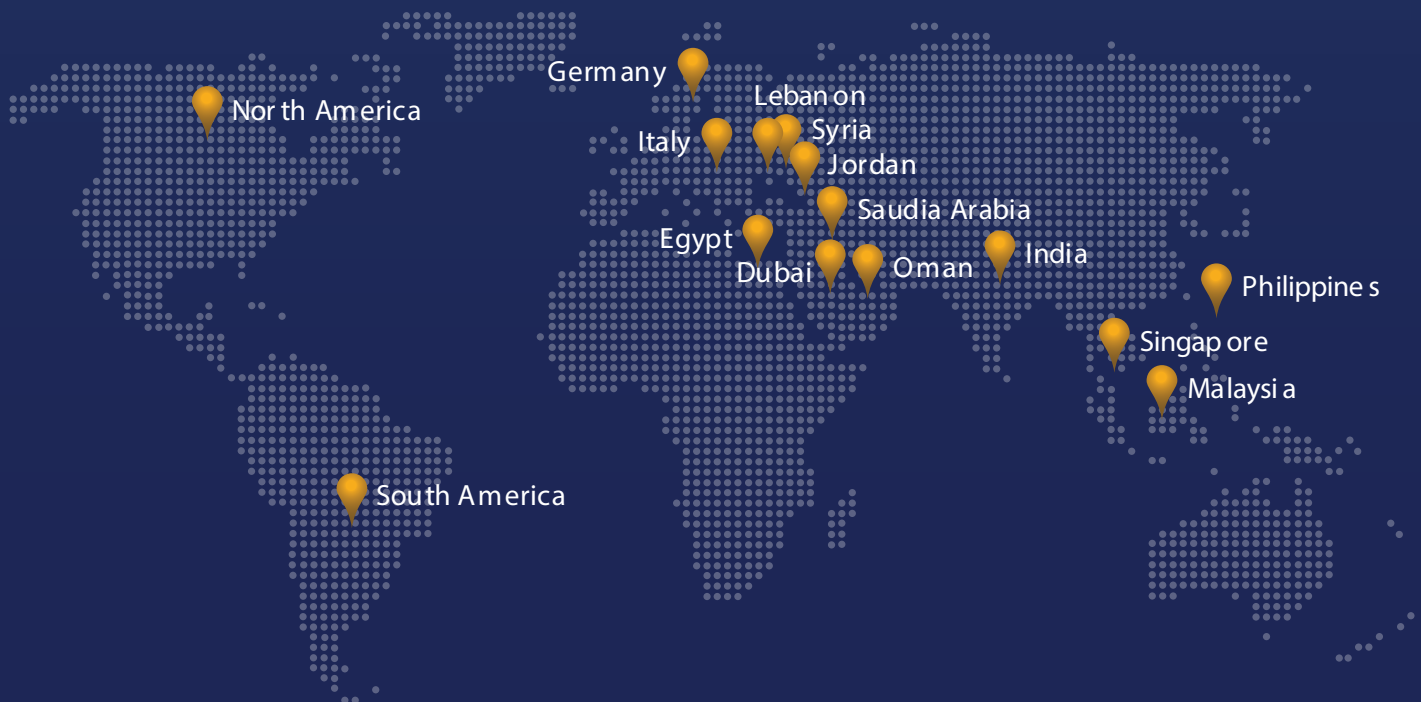 Germany
Lebanon
North America
Syria
Italy
Jordan
Saudia Arabia
Egypt
India
Dubai
Oman
Philippines
Singapore
Malaysia
South America